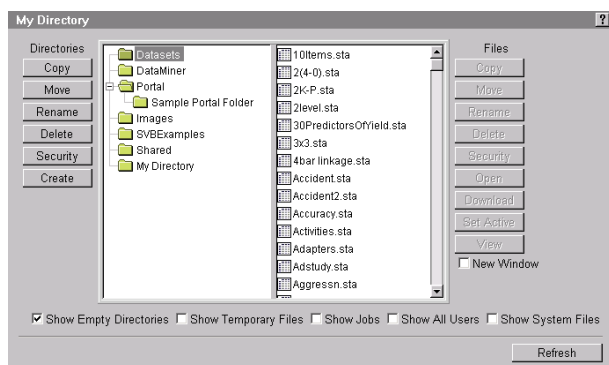 My Directory
?
Directories
Copy
Move
Rename
Delete
Security
Create
Datasets
DataMiner
Portal
Sample Portal Folder
Images
SVBExamples
Shared
My Directory
10Items.sta
2(4-0).sta
2K-P.sta
2level.sta
30PredictorsOfYield.sta
3x3.sta
4bar linkage.sta
Accident.sta
Accident2.sta
Accuracy.sta
Activities.sta
Adapters.sta
Adstudy.sta
Aggressn.sta
Files
Copy
Move
Rename
Delete
Security
Open
Download
Set Active
View
New Window
Show Empty Directories Show Temporary Files Show Jobs Show All Users Show System Files
Refresh